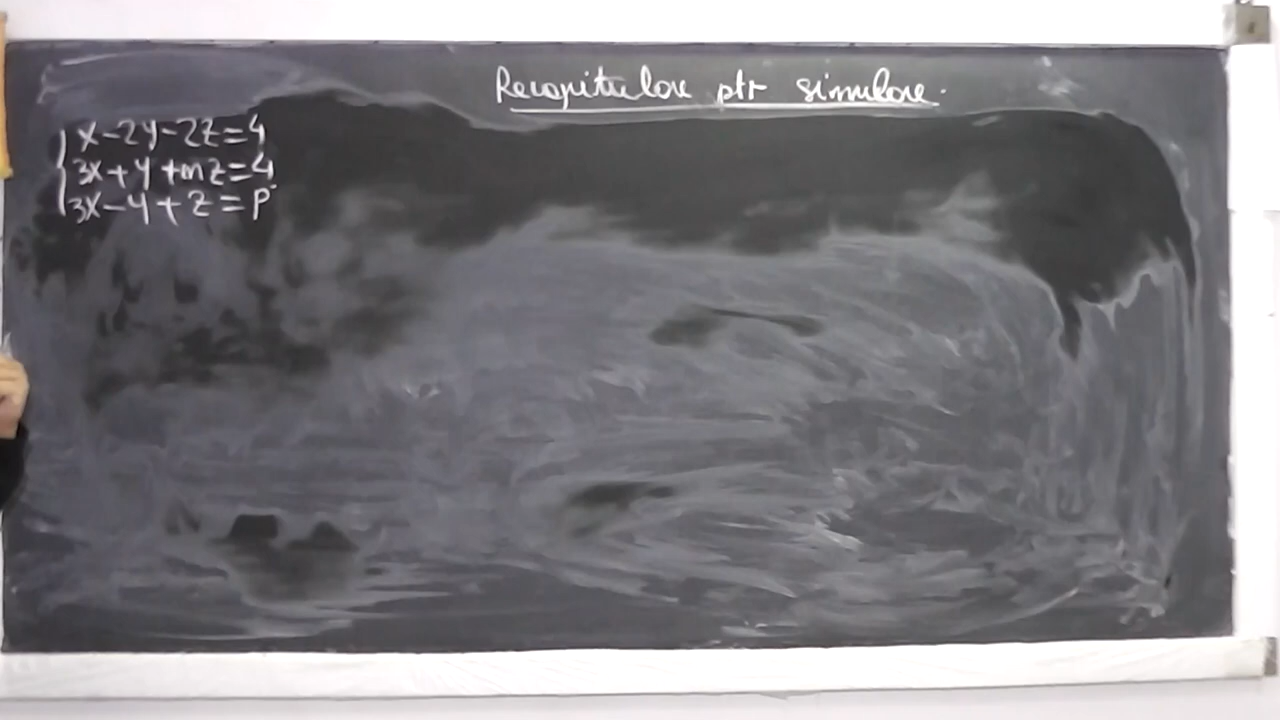 Recapitulare ptr simulare.
x-2y-2z=4
3x+y+mz=4
3x-y+z=p